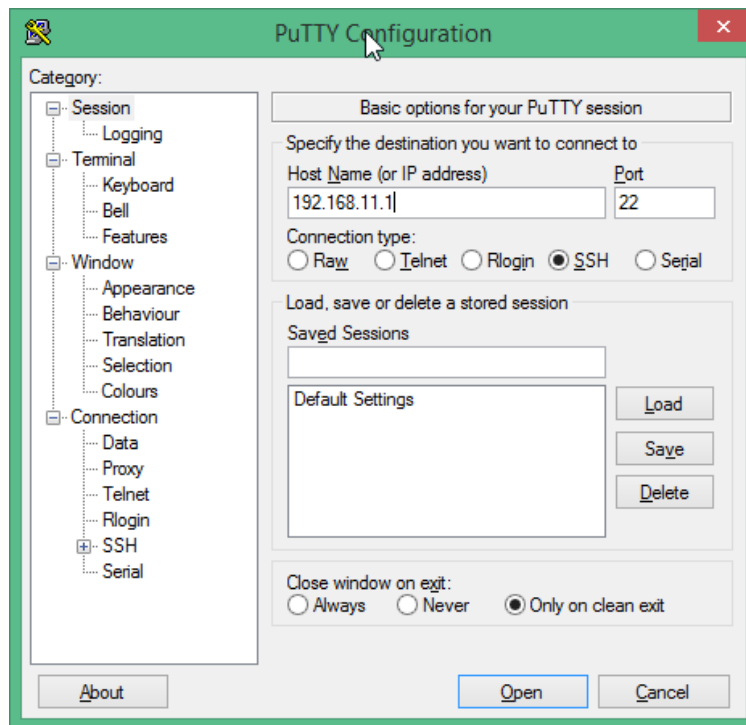 PuTTY Configuration
Category:
Session
Logging
Terminal
Keyboard
Bell
Features
Window
Appearance
Behaviour
Translation
Selection
Colours
Connection
Data
Proxy
Telnet
Rlogin
SSH
Serial
Basic options for your PuTTY session
Specify the destination you want to connect to
Host Name (or IP address) Port
192.168.11.1 22
Connection type:
Raw Telnet Rlogin SSH Serial
Load, save or delete a stored session
Saved Sessions
Default Settings
Load
Save
Delete
Close window on exit:
Always Never Only on clean exit
About Open Cancel